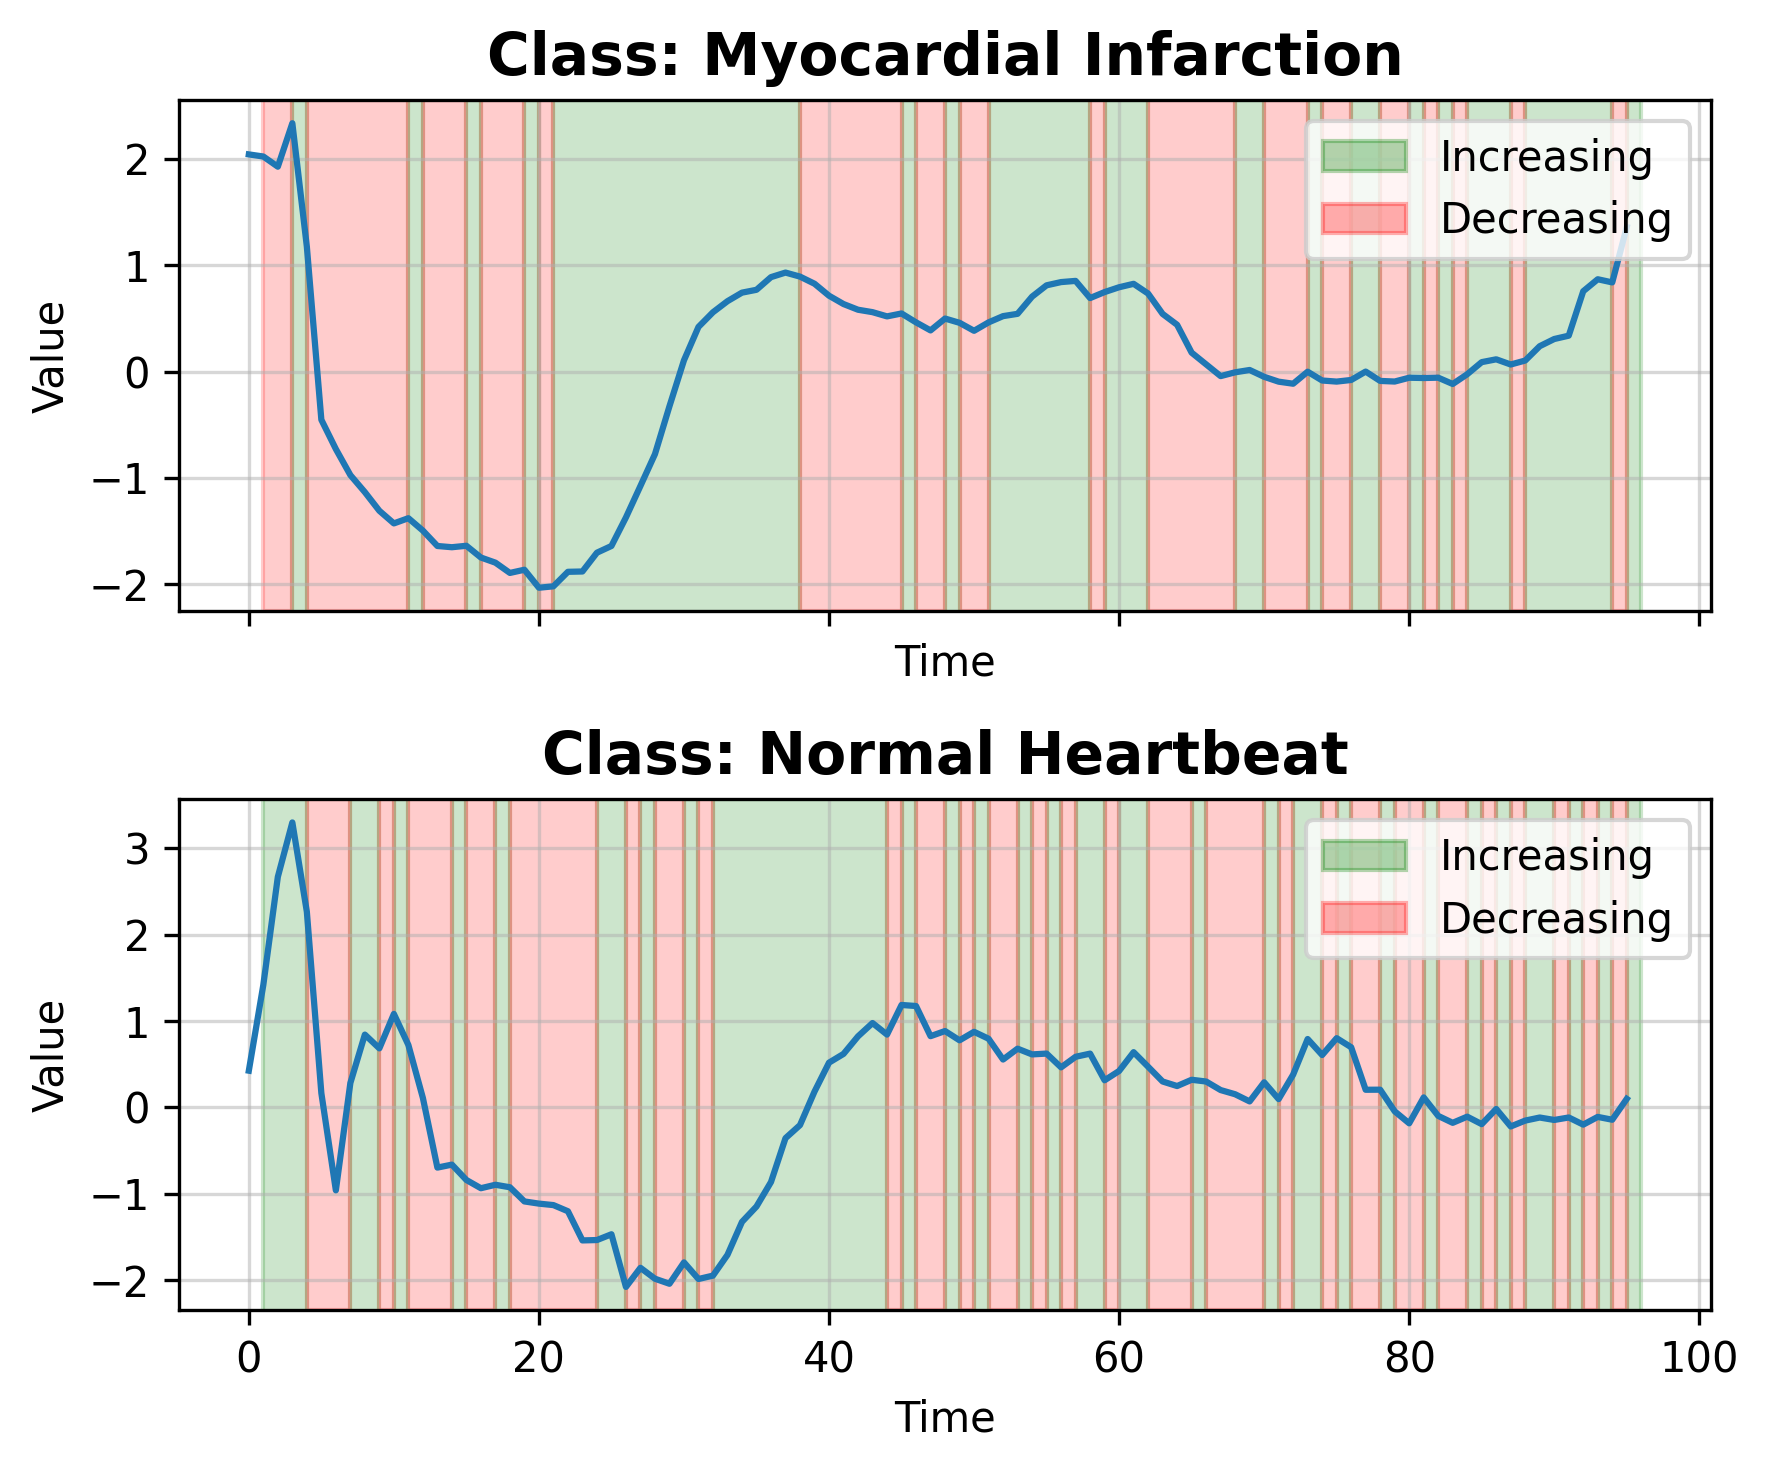 Class: Myocardial Infarction
Increasing
Decreasing
2
1
0
−1
−2
Value
Time
Class: Normal Heartbeat
Increasing
Decreasing
3
2
1
0
−1
−2
Value
0 20 40 60 80 100
Time